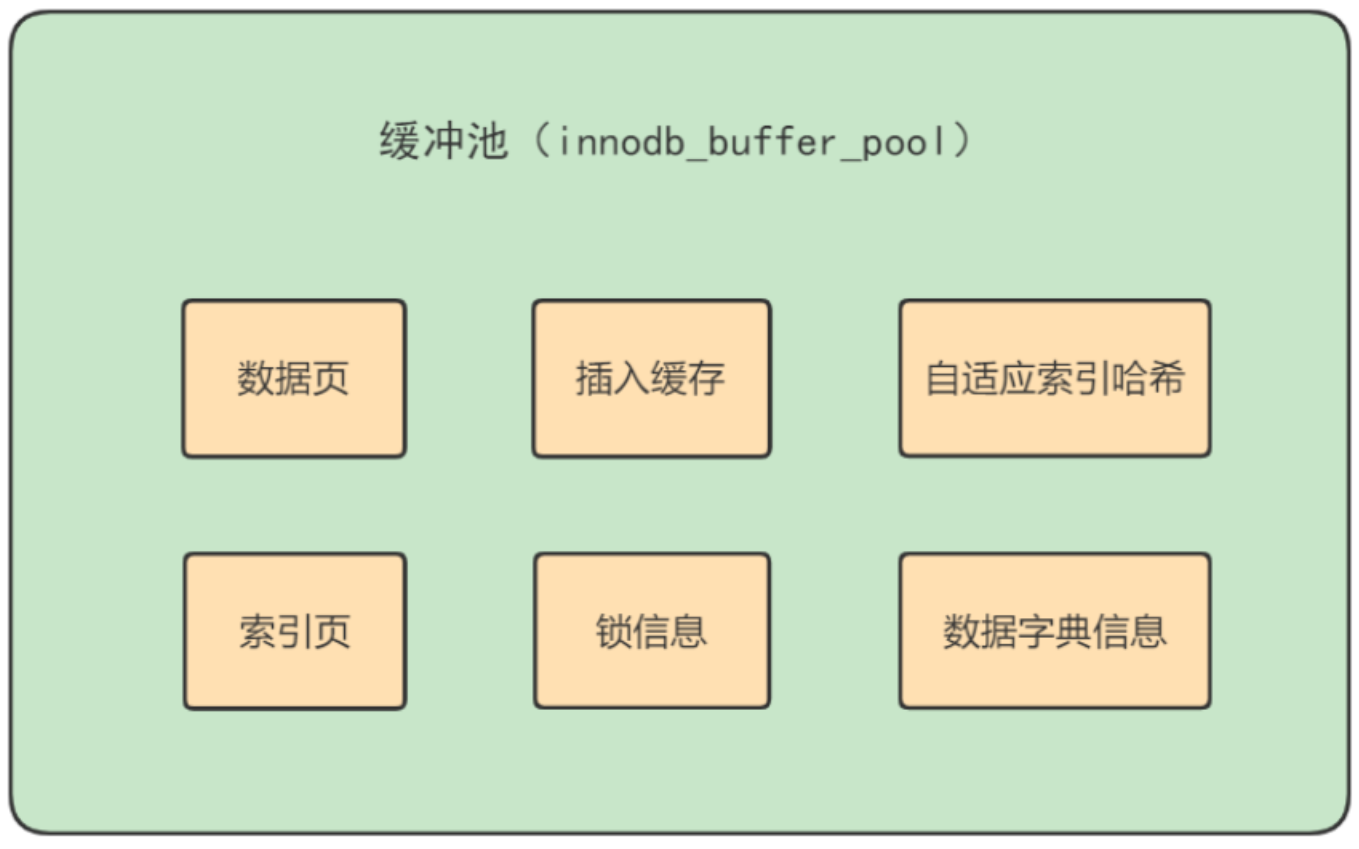 缓冲池（innodb_buffer_pool）
数据页
插入缓存
自适应索引哈希
索引页
锁信息
数据字典信息